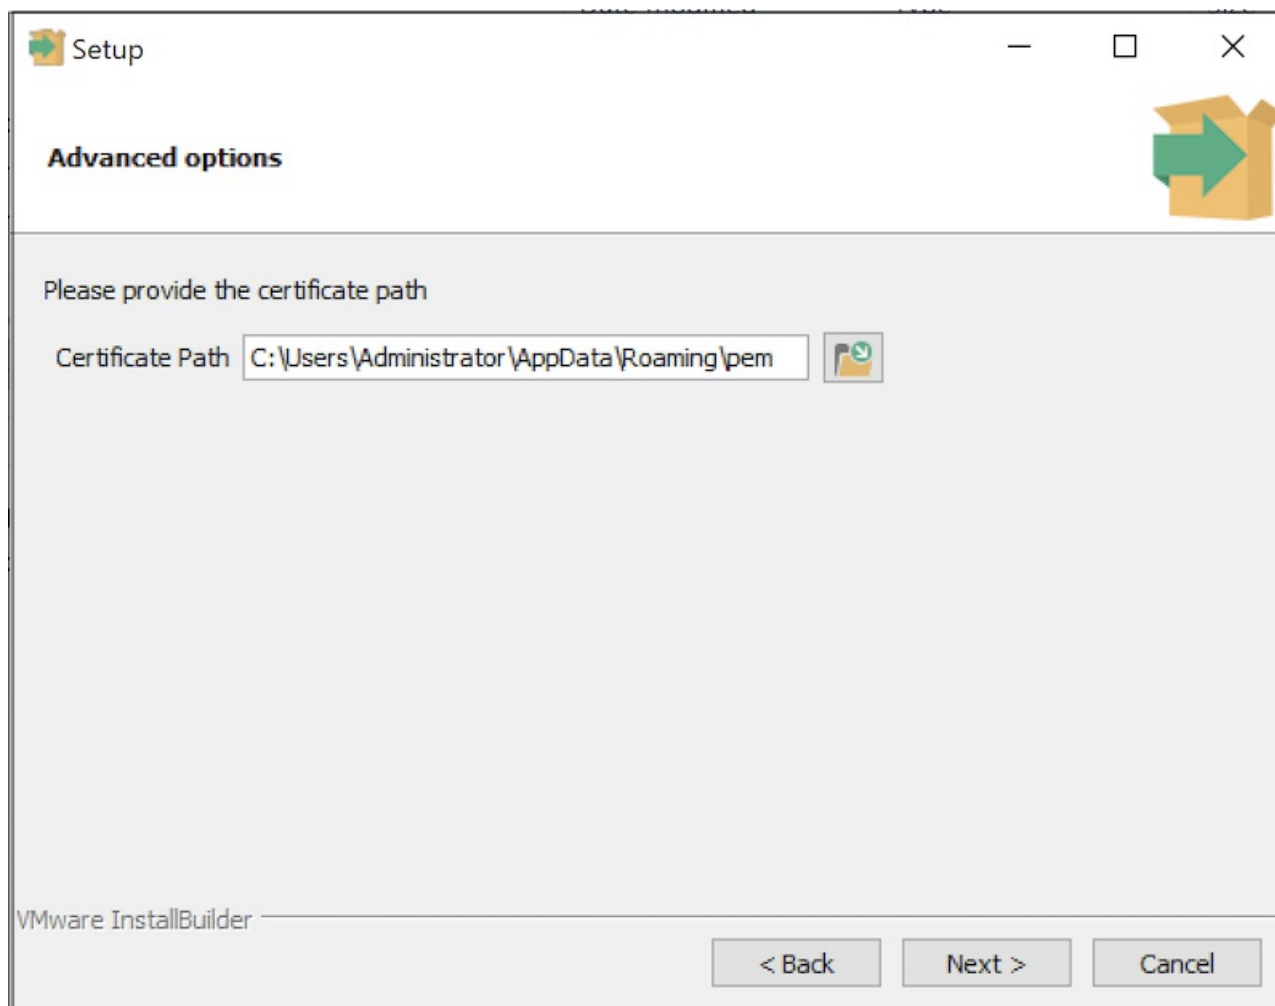 Setup
Advanced options
Please provide the certificate path
Certificate Path C:\Users\Administrator\AppData\Roaming\pem
VMware InstallBuilder
< Back Next > Cancel